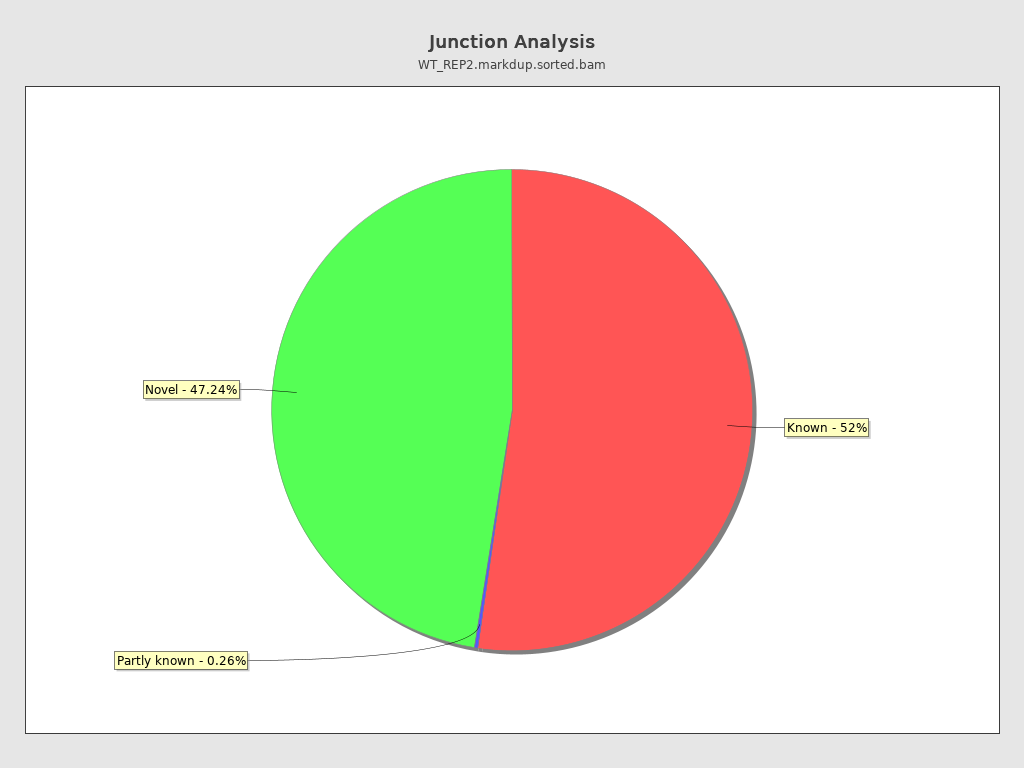 Junction Analysis
WT_REP2.markdup.sorted.bam
Novel - 47.24%
Known - 52%
Partly known - 0.26%